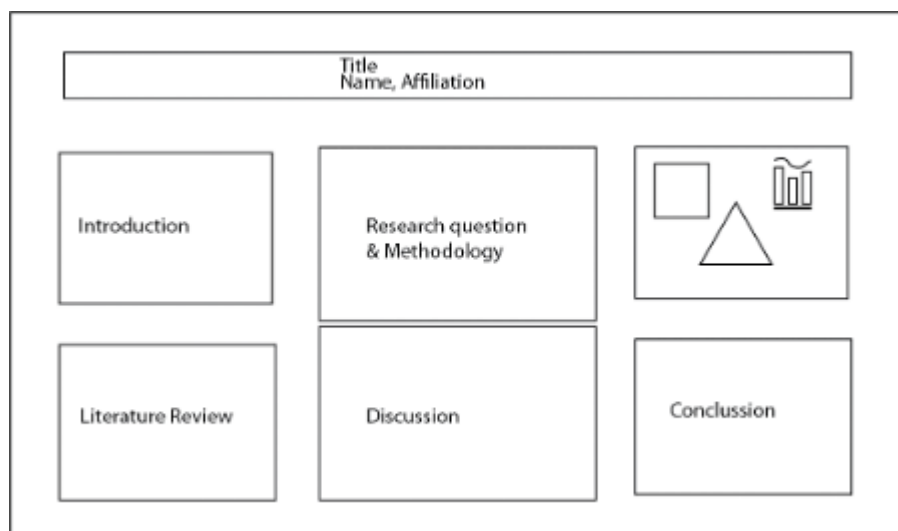 Title
Name, Affiliation
Introduction
Literature Review
Research question
& Methodology
Discussion
Conclussion